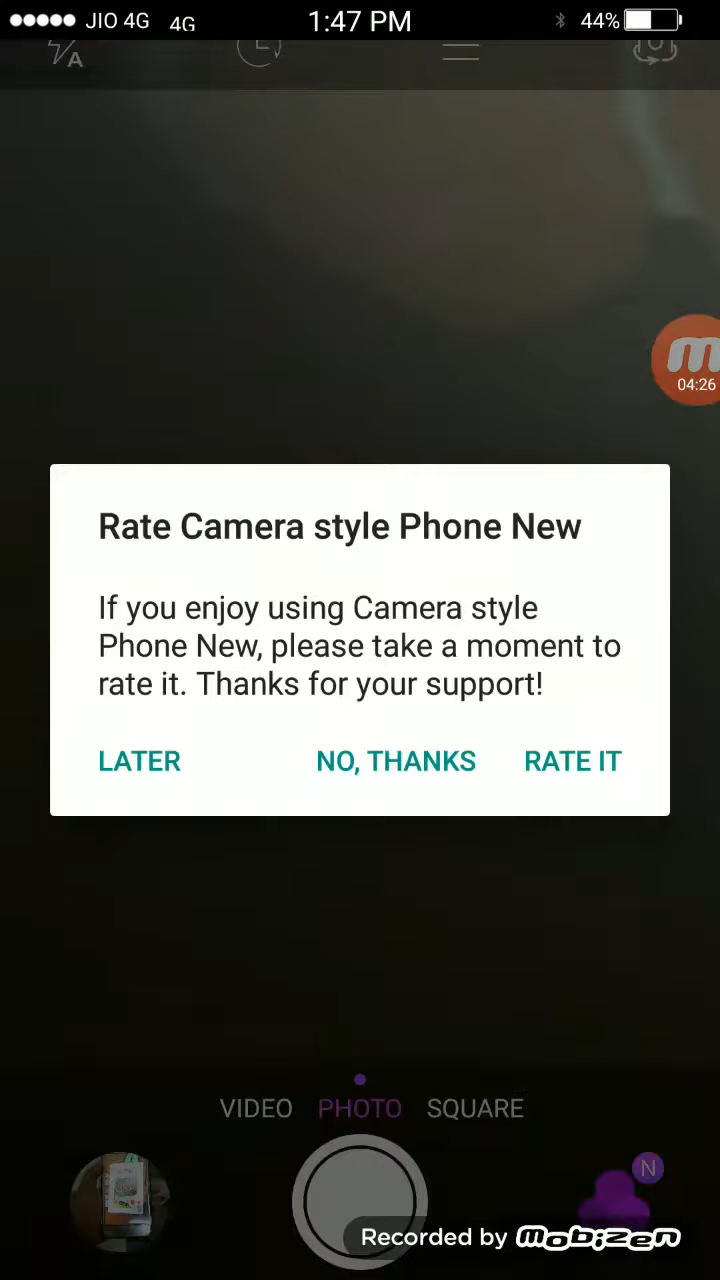 JIO 4G 4G 1:47 PM 44%
A
m
04:26
Rate Camera style Phone New
If you enjoy using Camera style
Phone New, please take a moment to
rate it. Thanks for your support!
LATER NO, THANKS RATE IT
VIDEO PHOTO SQUARE
N
Recorded by mobizen